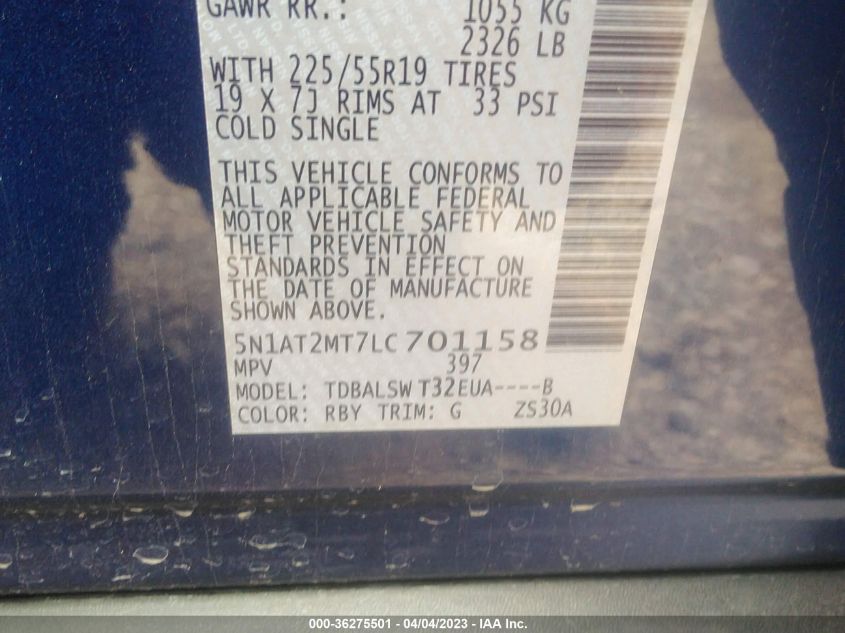 GAWR RR.: 1055 KG
2326 LB
WITH 225/55R19 TIRES
19 X 7J RIMS AT 33 PSI
COLD SINGLE
THIS VEHICLE CONFORMS TO
ALL APPLICABLE FEDERAL
MOTOR VEHICLE SAFETY AND
THEFT PREVENTION
STANDARDS IN EFFECT ON
THE DATE OF MANUFACTURE
SHOWN ABOVE.
5N1AT2MT7LC701158
MPV 397
MODEL: TDBALSW T32EUA----B
COLOR: RBY TRIM: G ZS30A
000-36275501 - 04/04/2023 - IAA Inc.